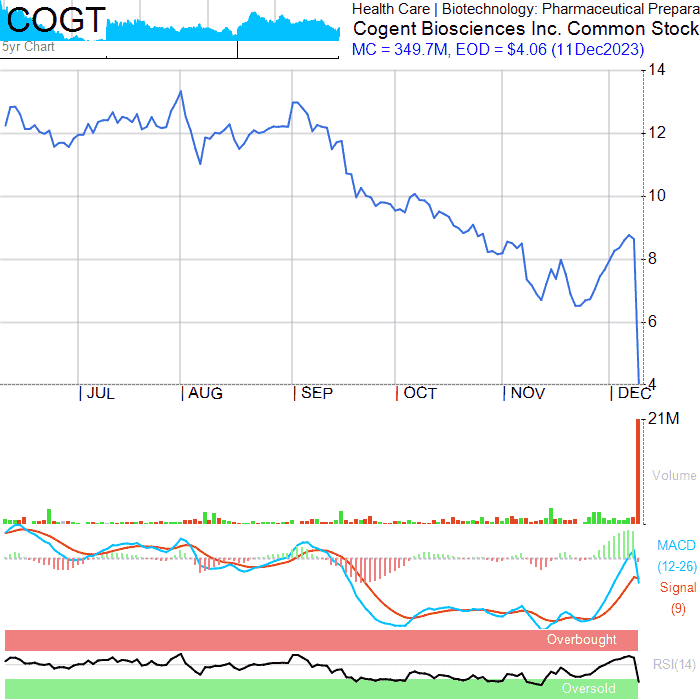 COGT
5yr Chart
Health Care | Biotechnology: Pharmaceutical Prepara
Cogent Biosciences Inc. Common Stock
MC = 349.7M, EOD = $4.06 (11Dec2023)
14
12
10
8
6
4
JUL AUG SEP OCT NOV DEC
21M
Volume
MACD
(12-26)
Signal
(9)
Overbought
RSI(14)
Oversold